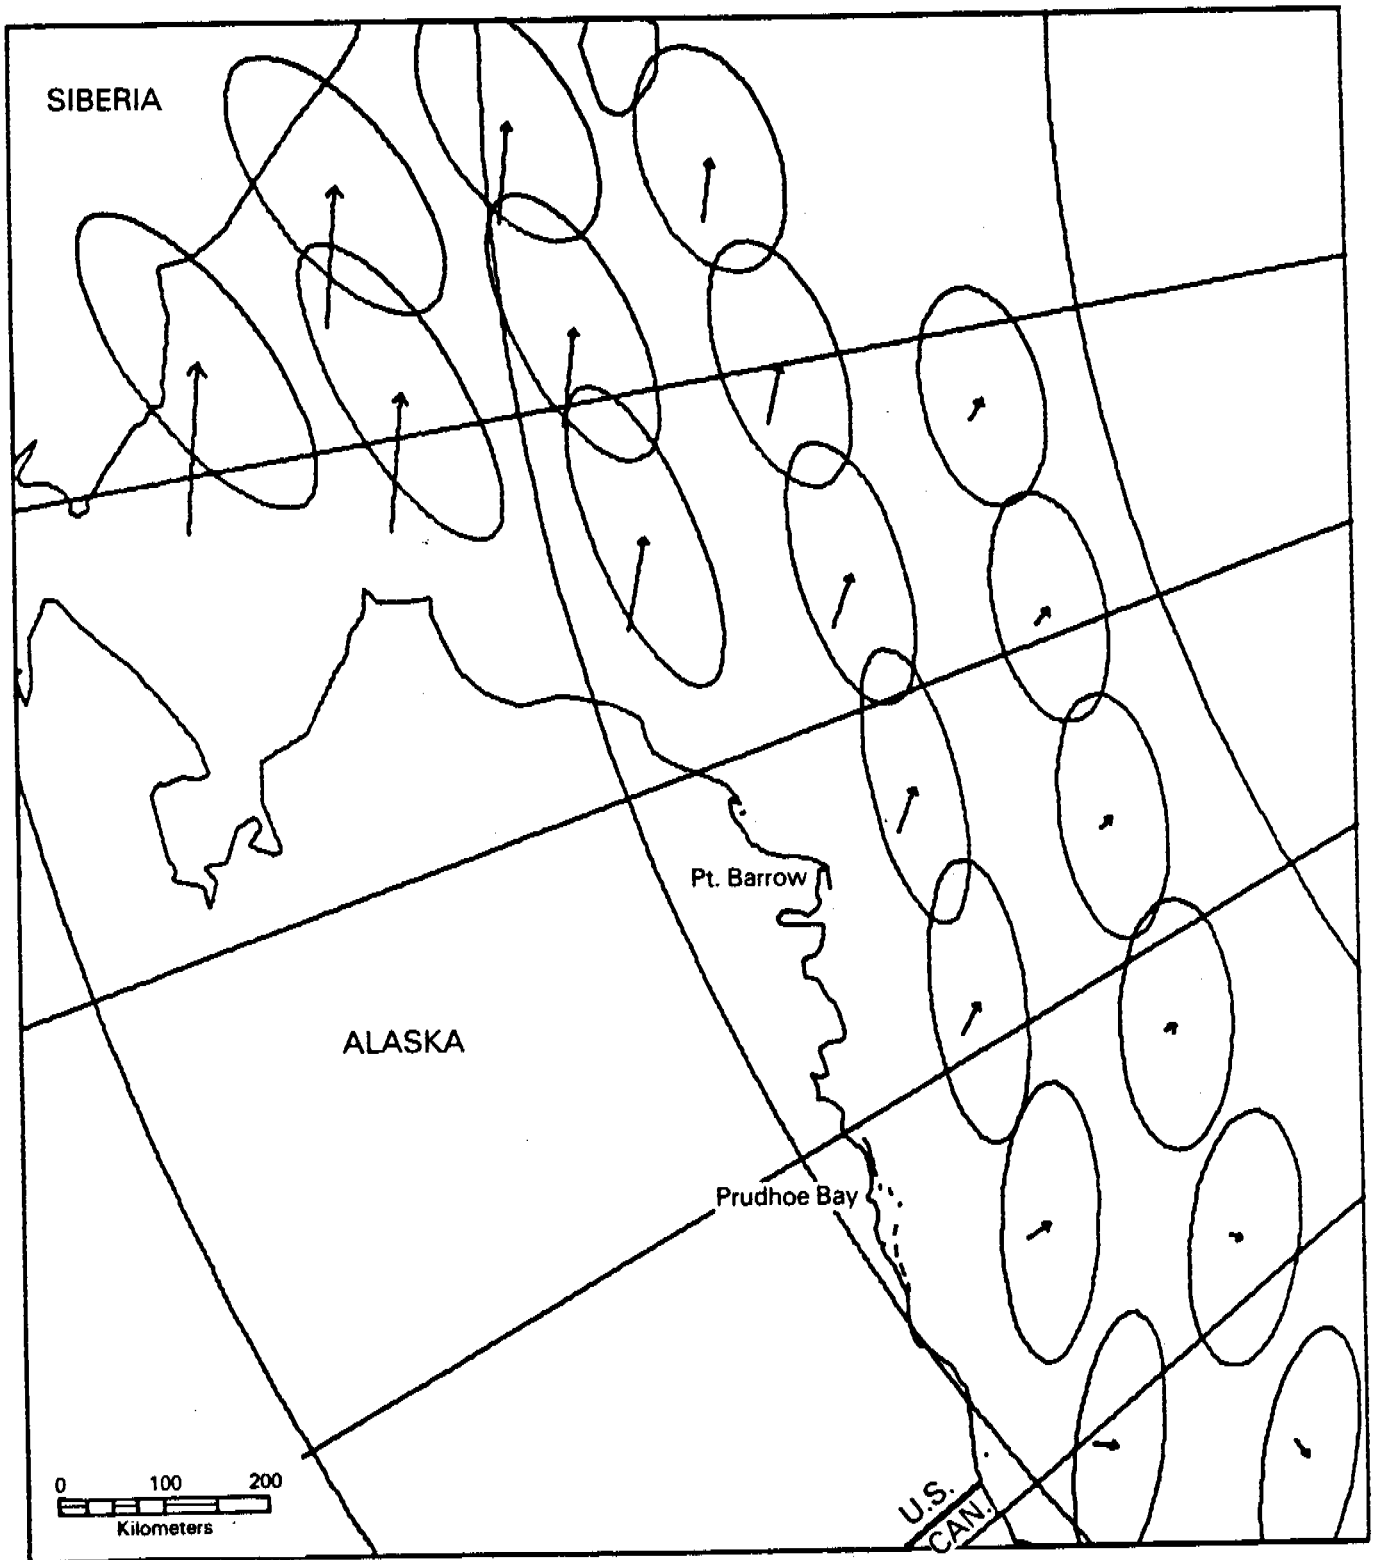 SIBERIA
Pt. Barrow
ALASKA
Prudhoe Bay
0 100 200
Kilometers
U.S.
CAN.